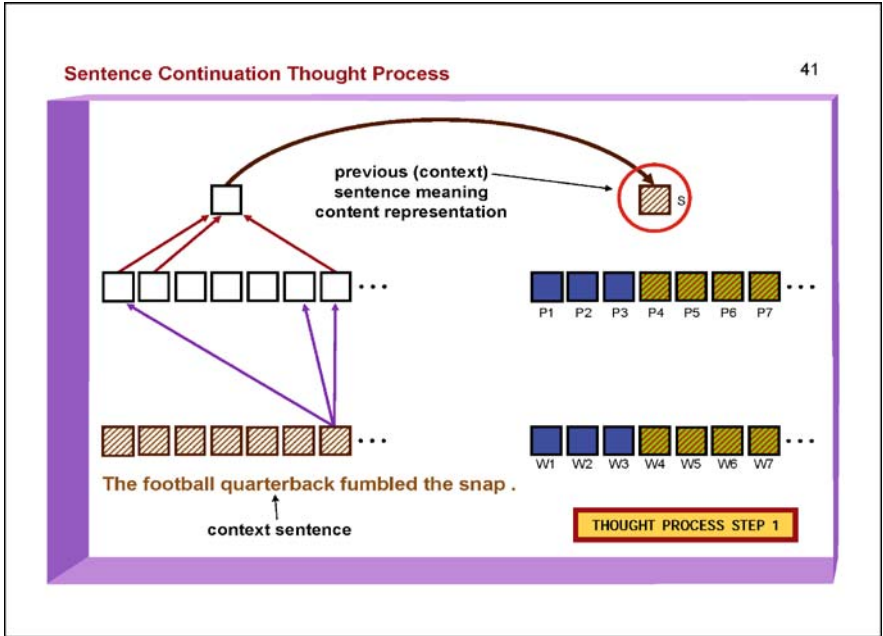 Sentence Continuation Thought Process
41
previous (context)
sentence meaning
content representation
S
• • •
P1 P2 P3 P4 P5 P6 P7
• • •
• • •
W1 W2 W3 W4 W5 W6 W7
• • •
The football quarterback fumbled the snap .
context sentence
THOUGHT PROCESS STEP 1